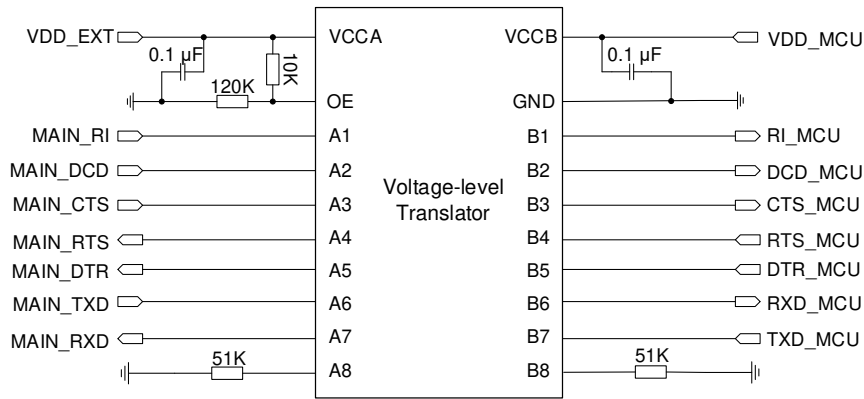 VDD_EXT VCCA VCCB VDD_MCU
0.1 µF 10K 0.1 µF
120K OE GND
MAIN_RI A1 B1 RI_MCU
MAIN_DCD A2 B2 DCD_MCU
MAIN_CTS A3 B3 CTS_MCU
Voltage-level
Translator
MAIN_RTS A4 B4 RTS_MCU
MAIN_DTR A5 B5 DTR_MCU
MAIN_TXD A6 B6 RXD_MCU
MAIN_RXD A7 B7 TXD_MCU
51K A8 B8 51K